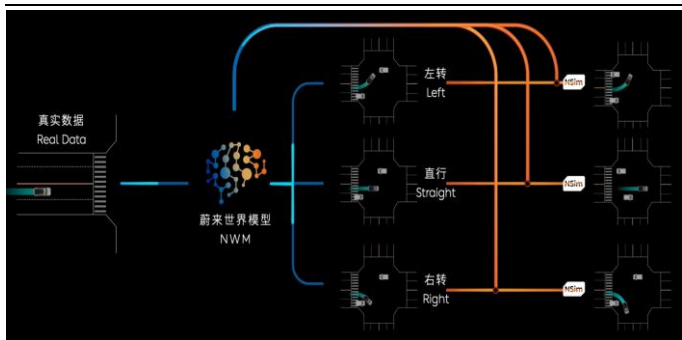 真实数据
Real Data
蔚来世界模型
NWM
左转
Left
NSim
直行
Straight
NSim
右转
Right
NSim